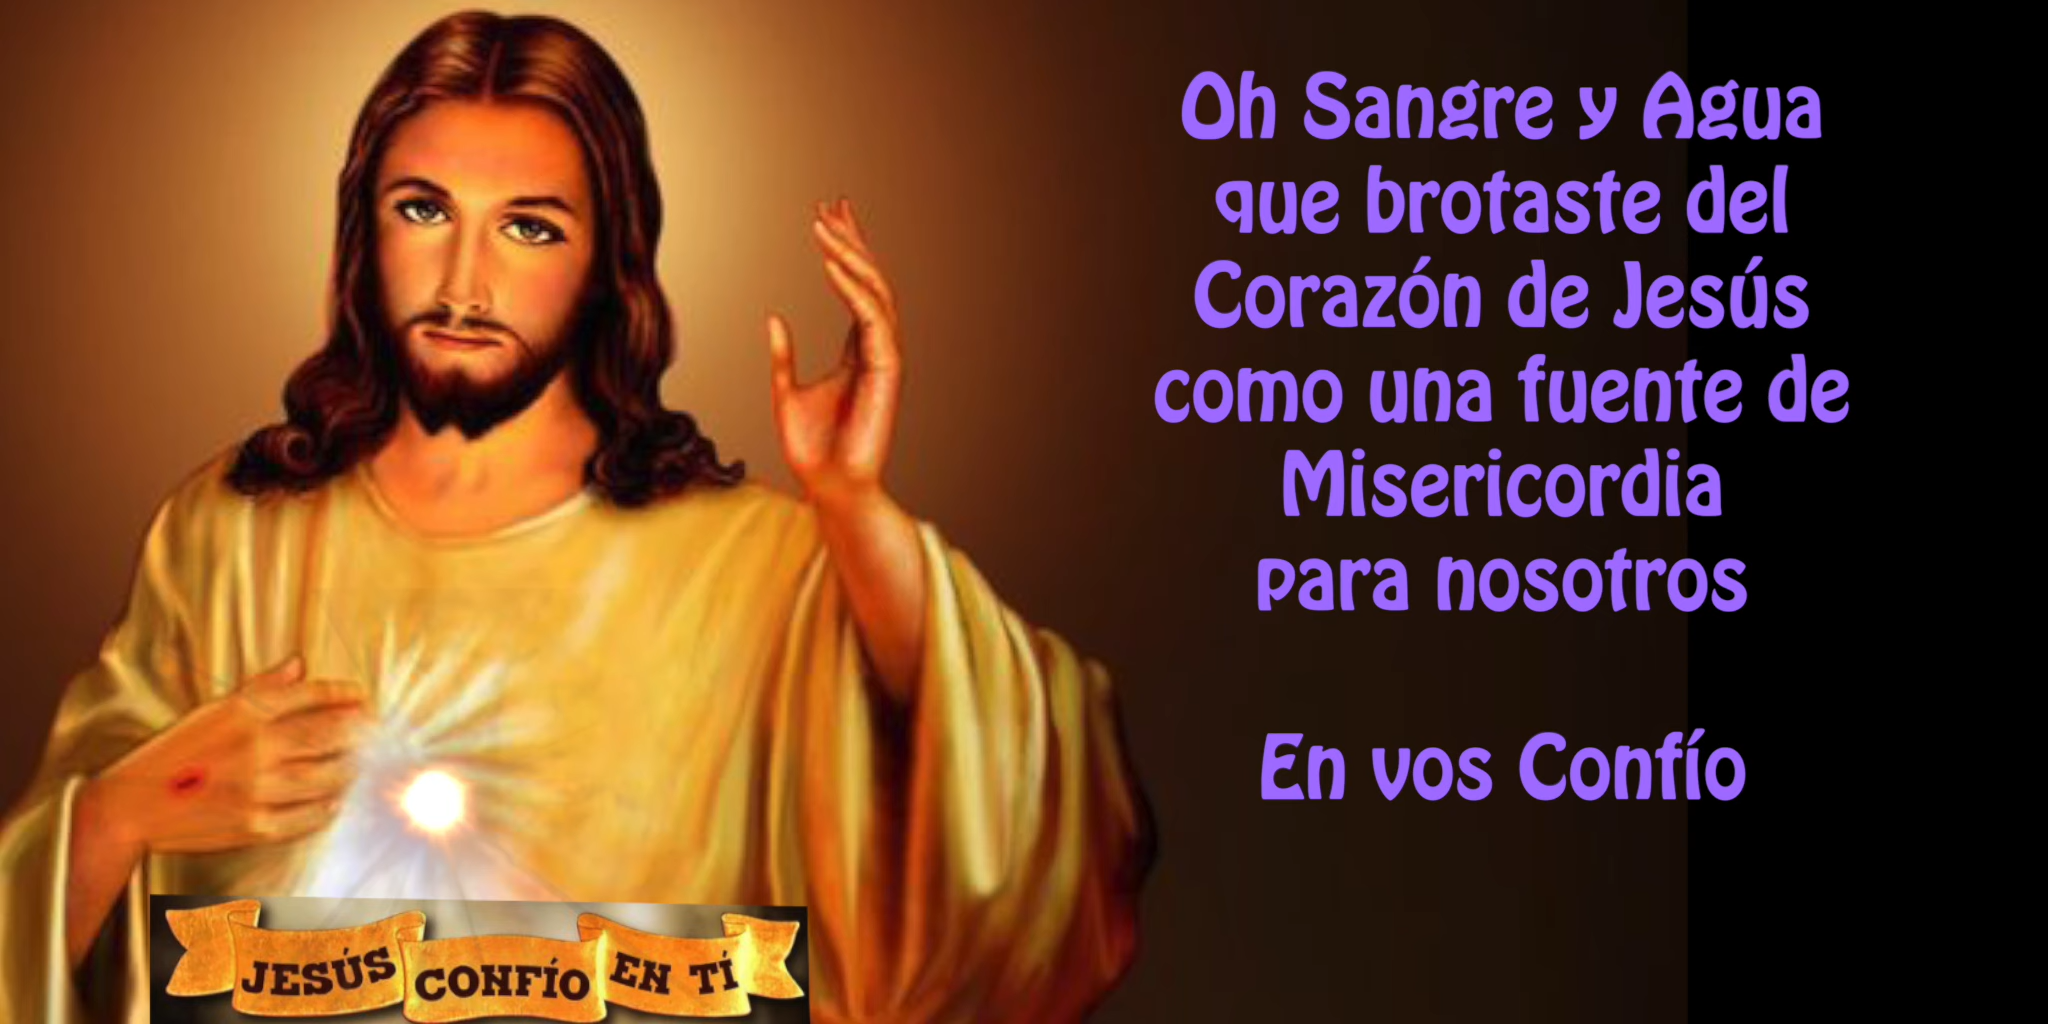 Oh Sangre y Agua
que brotaste del
Corazón de Jesús
como una fuente de
Misericordia
para nosotros
En vos Confío
JESÚS CONFÍO EN TÍ